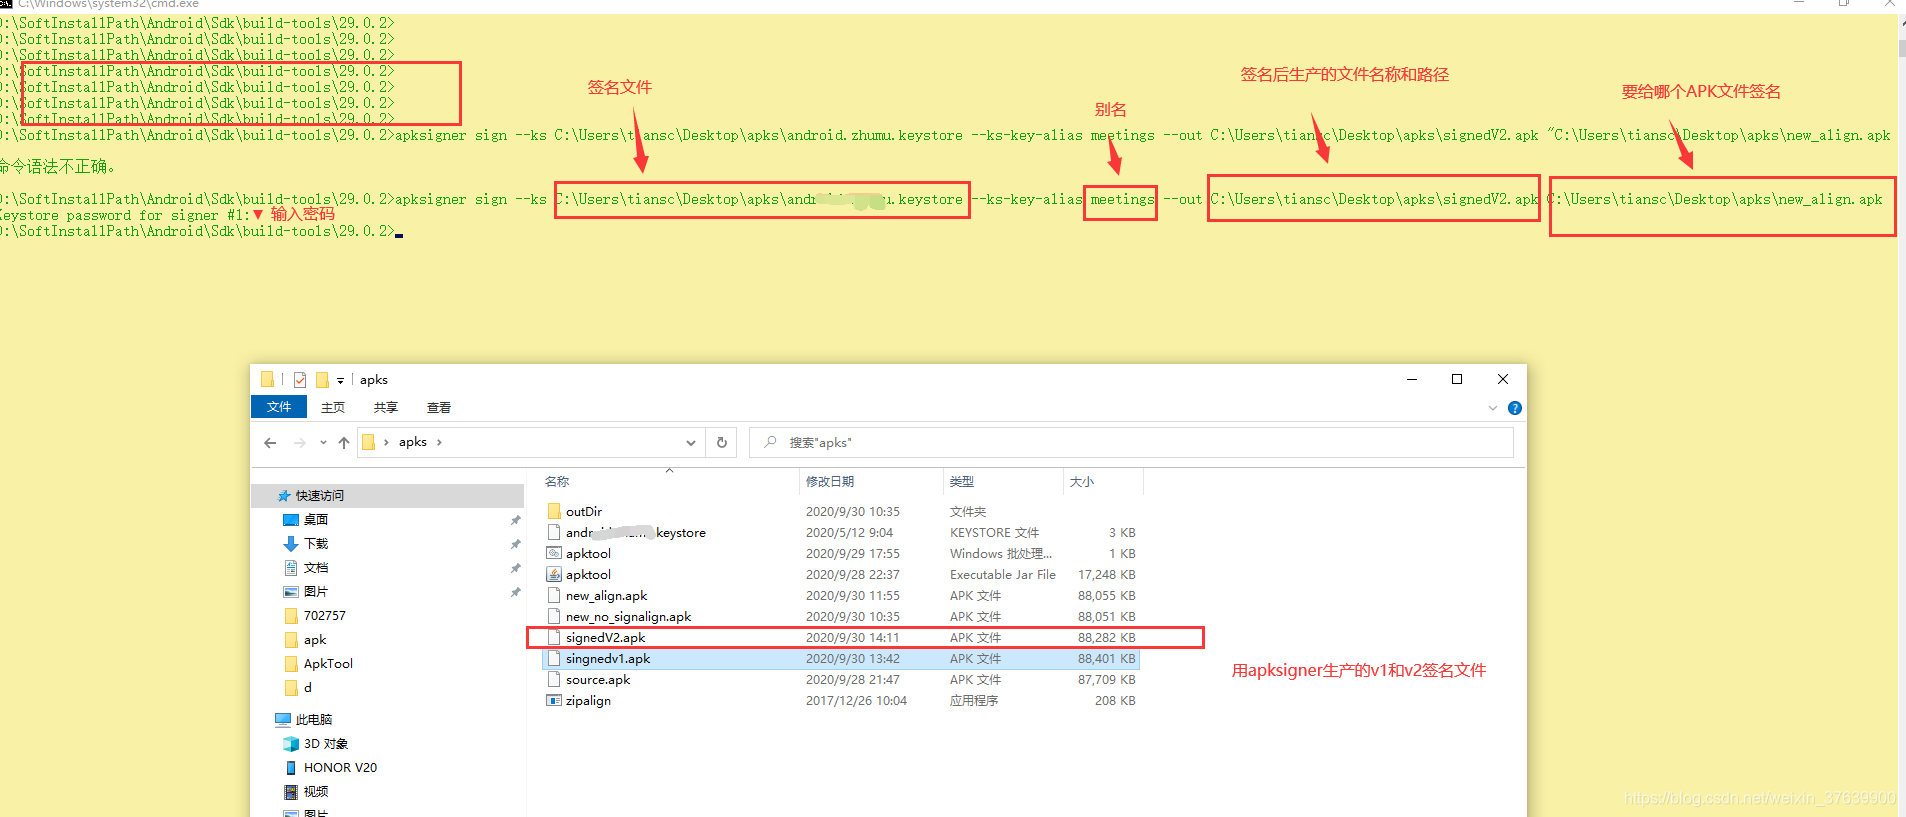 C:\Windows\system32\cmd.exe
D:\SoftInstallPath\Android\Sdk\build-tools\29.0.2>
D:\SoftInstallPath\Android\Sdk\build-tools\29.0.2>
D:\SoftInstallPath\Android\Sdk\build-tools\29.0.2>
D:\SoftInstallPath\Android\Sdk\build-tools\29.0.2>
D:\SoftInstallPath\Android\Sdk\build-tools\29.0.2>
D:\SoftInstallPath\Android\Sdk\build-tools\29.0.2>
D:\SoftInstallPath\Android\Sdk\build-tools\29.0.2>
签名文件
别名
签名后生产的文件名称和路径
要给哪个APK文件签名
D:\SoftInstallPath\Android\Sdk\build-tools\29.0.2>apksigner sign --ks C:\Users\tiansc\Desktop\apks\android.zhumu.keystore --ks-key-alias meetings --out C:\Users\tiansc\Desktop\apks\signedV2.apk "C:\Users\tiansc\Desktop\apks\new_align.apk
命令语法不正确。
D:\SoftInstallPath\Android\Sdk\build-tools\29.0.2>apksigner sign --ks C:\Users\tiansc\Desktop\apks\andr u.keystore --ks-key-alias meetings --out C:\Users\tiansc\Desktop\apks\signedV2.apk C:\Users\tiansc\Desktop\apks\new_align.apk
Keystore password for signer #1: 输入密码
D:\SoftInstallPath\Android\Sdk\build-tools\29.0.2>
apks
文件 主页 共享 查看
apks
搜索"apks"
名称 修改日期 类型 大小
快速访问
桌面
下载
文档
图片
702757
apk
ApkTool
d
此电脑
3D 对象
HONOR V20
视频
图片
outDir 2020/9/30 10:35 文件夹
andr keystore 2020/5/12 9:04 KEYSTORE 文件 3 KB
apktool 2020/9/29 17:55 Windows 批处理... 1 KB
apktool 2020/9/28 22:37 Executable Jar File 17,248 KB
new_align.apk 2020/9/30 11:55 APK 文件 88,055 KB
new_no_signalign.apk 2020/9/30 10:35 APK 文件 88,051 KB
signedV2.apk 2020/9/30 14:11 APK 文件 88,282 KB
singnedv1.apk 2020/9/30 13:42 APK 文件 88,401 KB
source.apk 2020/9/28 21:47 APK 文件 87,709 KB
zipalign 2017/12/26 10:04 应用程序 208 KB
用apksigner生产的v1和v2签名文件
https://blog.csdn.net/weixin_37639900